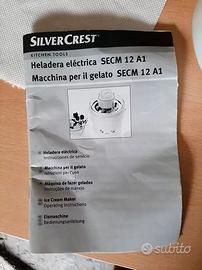 SILVERCREST
KITCHEN TOOLS
Heladera eléctrica SECM 12 A1
Macchina per il gelato SECM 12 A1
Heladera eléctrica
Instrucciones de servicio
Macchina per il gelato
Istruzioni per l'uso
Máquina de fazer gelados
Instruções de manejo
Ice Cream Maker
Operating instructions
Eismaschine
Bedienungsanleitung
subito